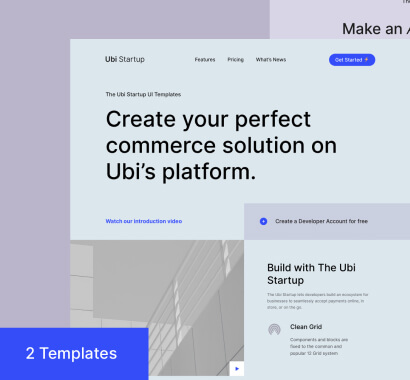 Make an
Ubi Startup
Features
Pricing
What's News
Get Started ⚡
The Ubi Startup UI Templates
Create your perfect
commerce solution on
Ubi's platform.
Watch our introduction video
Create a Developer Account for free
Build with The Ubi
Startup
The Ubi Startup lets developers build an ecosystem for
businesses to seamlessly accept payments online, in
store, or on the go.
Clean Grid
Components and blocks are
fixed to the common and
popular 12 Grid system
2 Templates